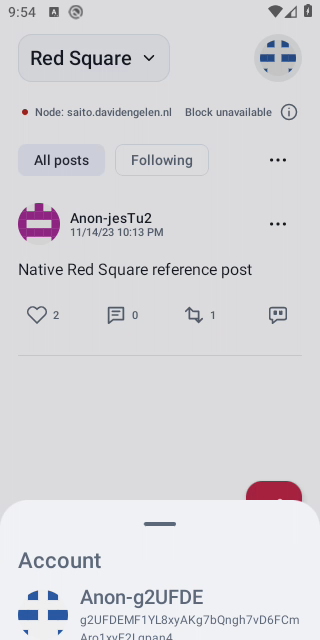 9:54
Red Square
Node: saito.davidengelen.nl Block unavailable
All posts Following
Anon-jesTu2
11/14/23 10:13 PM
Native Red Square reference post
2 0 1
Account
Anon-g2UFDE
g2UFDEMF1YL8xyAKg7bQngh7vD6FCm